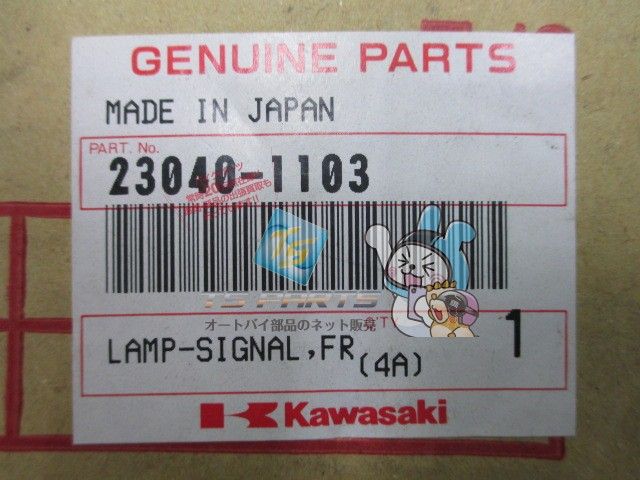 GENUINE PARTS
MADE IN JAPAN
PART. No.
23040-1103
TS
TS PARTS
オートバイ部品のネット販売
LAMP-SIGNAL,FR
(4A)
1
Kawasaki